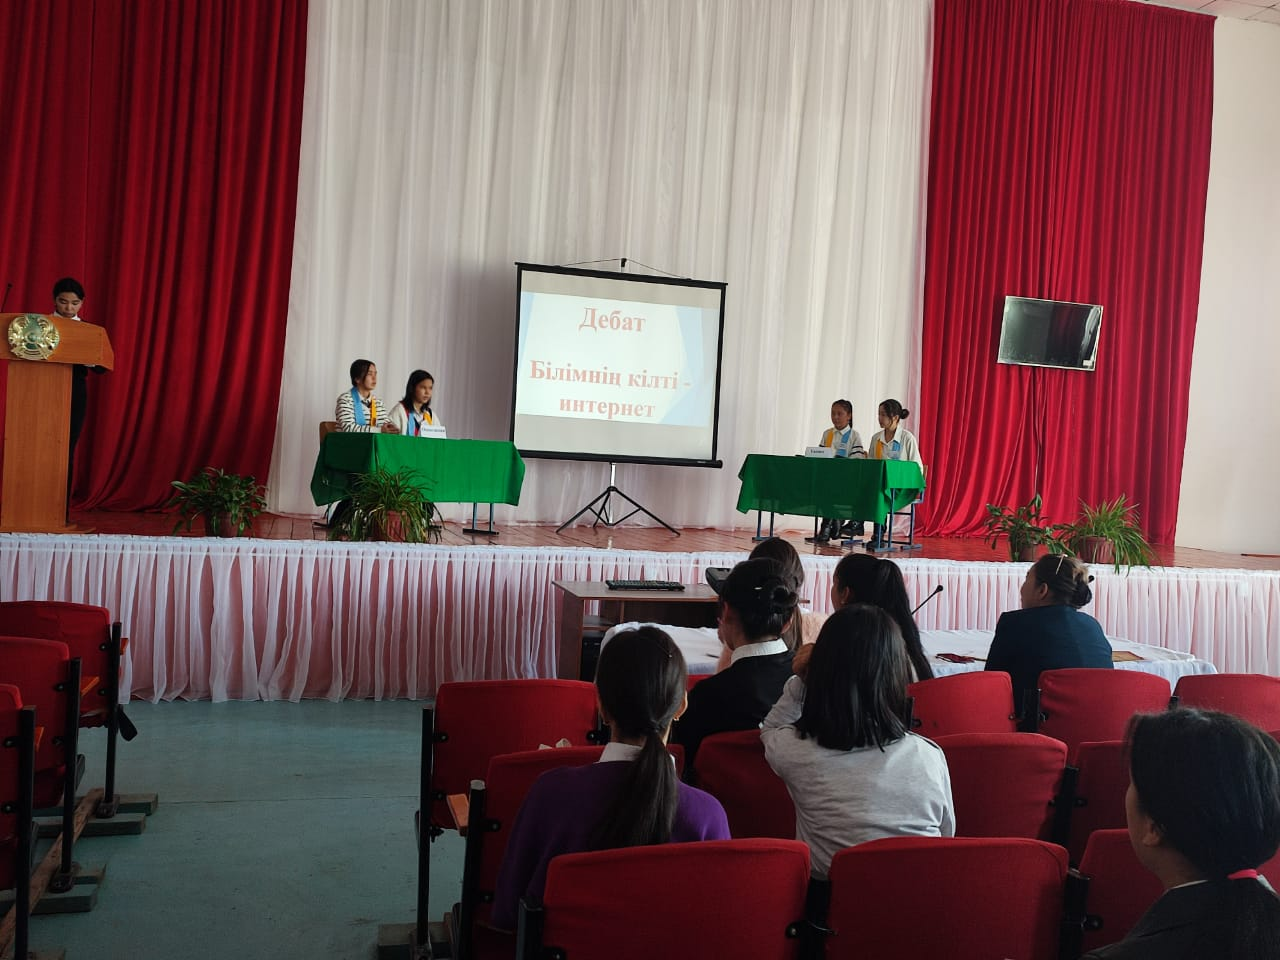 Дебат
Білімнің кілті -
интернет